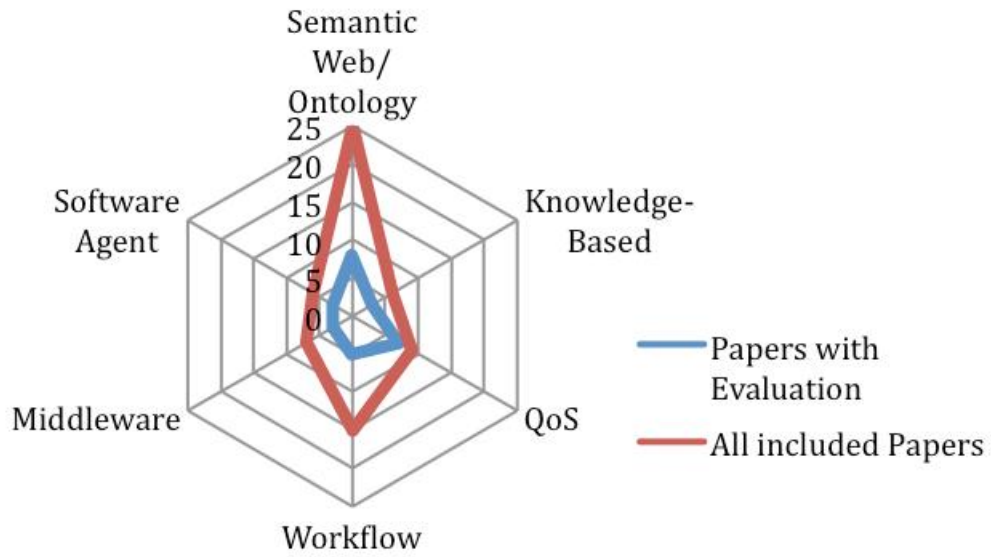 Semantic
Web/
Ontology
25
20
15
10
5
0
Knowledge-
Based
QoS
Workflow
Middleware
Software
Agent
Papers with
Evaluation
All included Papers